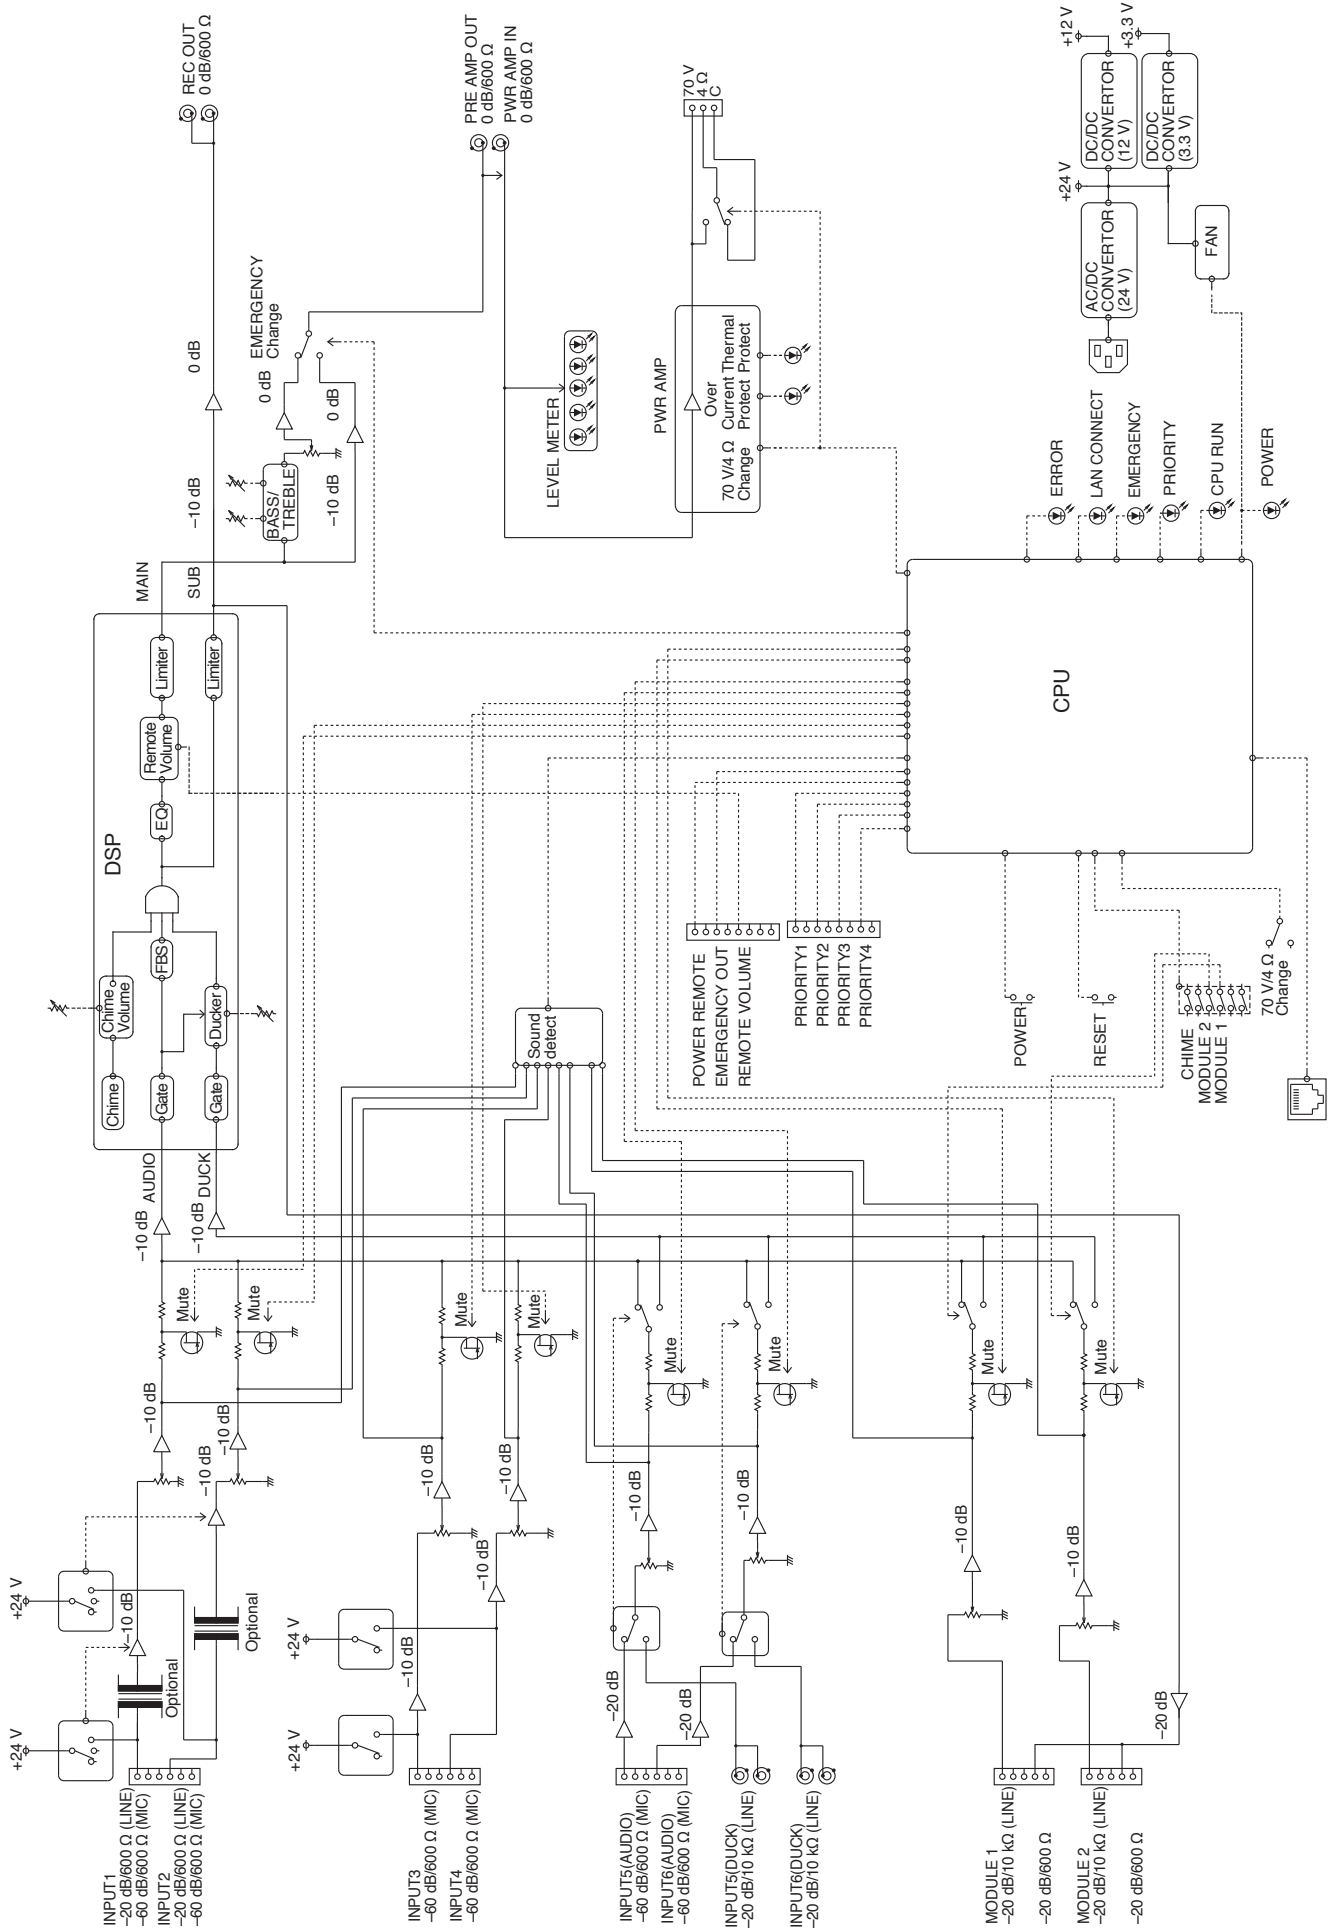 INPUT1
–20 dB/600 Ω (LINE)
–60 dB/600 Ω (MIC)
INPUT2
–20 dB/600 Ω (LINE)
–60 dB/600 Ω (MIC)
+24 V
+24 V
Optional
Optional
–10 dB
–10 dB
–10 dB
–10 dB
Mute
Mute
–10 dB
AUDIO
–10 dB
DUCK
DSP
Chime
Chime
Volume
Gate
Gate
FBS
Ducker
EQ
Remote
Volume
Limiter
Limiter
MAIN
SUB
–10 dB
0 dB
REC OUT
0 dB/600 Ω
BASS/
TREBLE
–10 dB
0 dB
0 dB
EMERGENCY
Change
INPUT3
–60 dB/600 Ω (MIC)
INPUT4
–60 dB/600 Ω (MIC)
+24 V
+24 V
–10 dB
–10 dB
–10 dB
–10 dB
Mute
Mute
Sound
detect
LEVEL METER
PRE AMP OUT
0 dB/600 Ω
PWR AMP IN
0 dB/600 Ω
INPUT5(AUDIO)
–60 dB/600 Ω (MIC)
INPUT6(AUDIO)
–60 dB/600 Ω (MIC)
INPUT5(DUCK)
–20 dB/10 kΩ (LINE)
INPUT6(DUCK)
–20 dB/10 kΩ (LINE)
–20 dB
–20 dB
–10 dB
–10 dB
Mute
Mute
POWER REMOTE
EMERGENCY OUT
REMOTE VOLUME
PRIORITY1
PRIORITY2
PRIORITY3
PRIORITY4
PWR AMP
70 V/4 Ω
Change
Over
Current
Protect
Thermal
Protect
70 V
4 Ω
C
MODULE 1
–20 dB/10 kΩ (LINE)
–20 dB/600 Ω
MODULE 2
–20 dB/10 kΩ (LINE)
–20 dB/600 Ω
–10 dB
–10 dB
–20 dB
Mute
Mute
POWER
RESET
CHIME
MODULE 2
MODULE 1
70 V/4 Ω
Change
CPU
ERROR
LAN CONNECT
EMERGENCY
PRIORITY
CPU RUN
POWER
AC/DC
CONVERTOR
(24 V)
+24 V
DC/DC
CONVERTOR
(12 V)
+12 V
DC/DC
CONVERTOR
(3.3 V)
+3.3 V
FAN